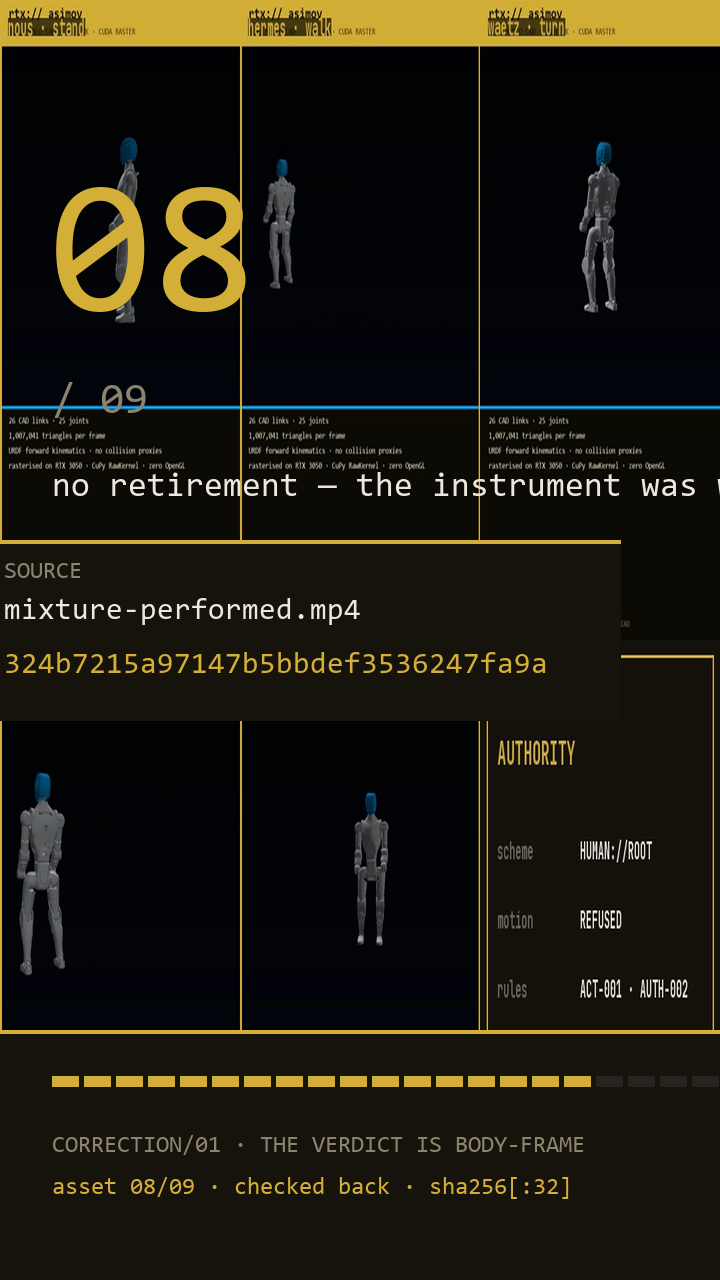 rtx:// asimov
rtx:// asimov
rtx:// asimov
nous · stand
· CUDA RASTER
hermes · walk
· CUDA RASTER
waetz · turn
· CUDA RASTER
08
/ 09
26 CAD links · 25 joints
26 CAD links · 25 joints
26 CAD links · 25 joints
1,007,041 triangles per frame
1,007,041 triangles per frame
1,007,041 triangles per frame
URDF forward kinematics · no collision proxies
URDF forward kinematics · no collision proxies
URDF forward kinematics · no collision proxies
rasterised on RTX 3050 · CuPy RawKernel · zero OpenGL
rasterised on RTX 3050 · CuPy RawKernel · zero OpenGL
rasterised on RTX 3050 · CuPy RawKernel · zero OpenGL
no retirement — the instrument was
SOURCE
mixture-performed.mp4
324b7215a97147b5bbdef3536247fa9a
AUTHORITY
scheme HUMAN://ROOT
motion REFUSED
rules ACT-001 · AUTH-002
CORRECTION/01 · THE VERDICT IS BODY-FRAME
asset 08/09 · checked back · sha256[:32]